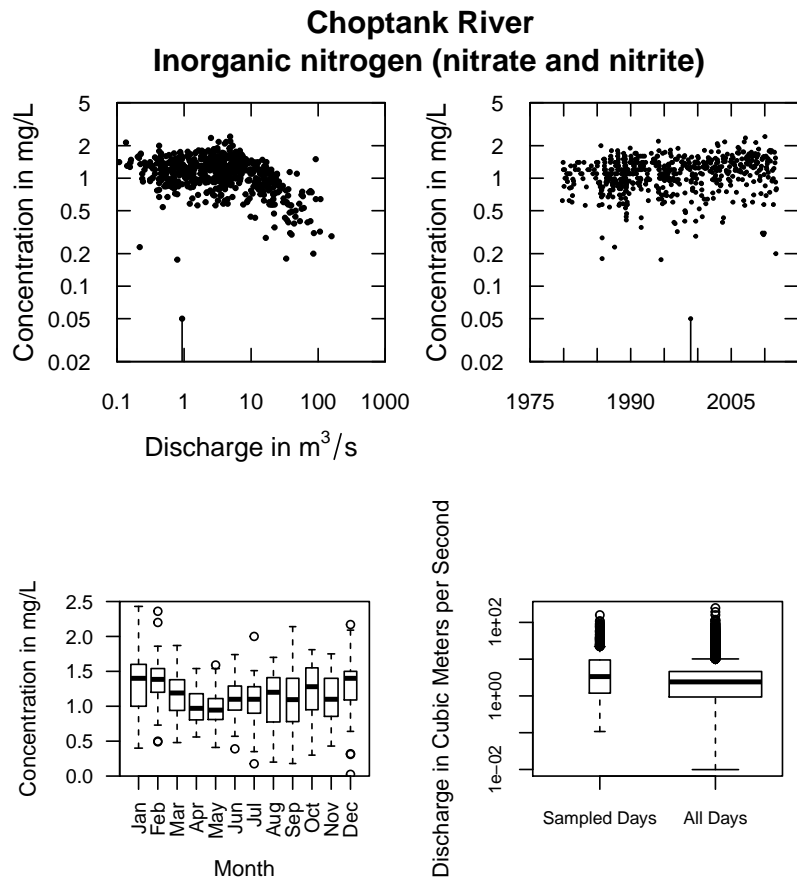 Choptank River
Inorganic nitrogen (nitrate and nitrite)
Concentration in mg/L
5
2
1
0.5
0.2
0.1
0.05
0.02
0.1 1 10 100 1000
Discharge in m³/s
Concentration in mg/L
5
2
1
0.5
0.2
0.1
0.05
0.02
1975 1990 2005
Concentration in mg/L
2.5
2.0
1.5
1.0
0.5
0.0
Jan Feb Mar Apr May Jun Jul Aug Sep Oct Nov Dec
Month
Discharge in Cubic Meters per Second
1e+02
1e+00
1e−02
Sampled Days All Days